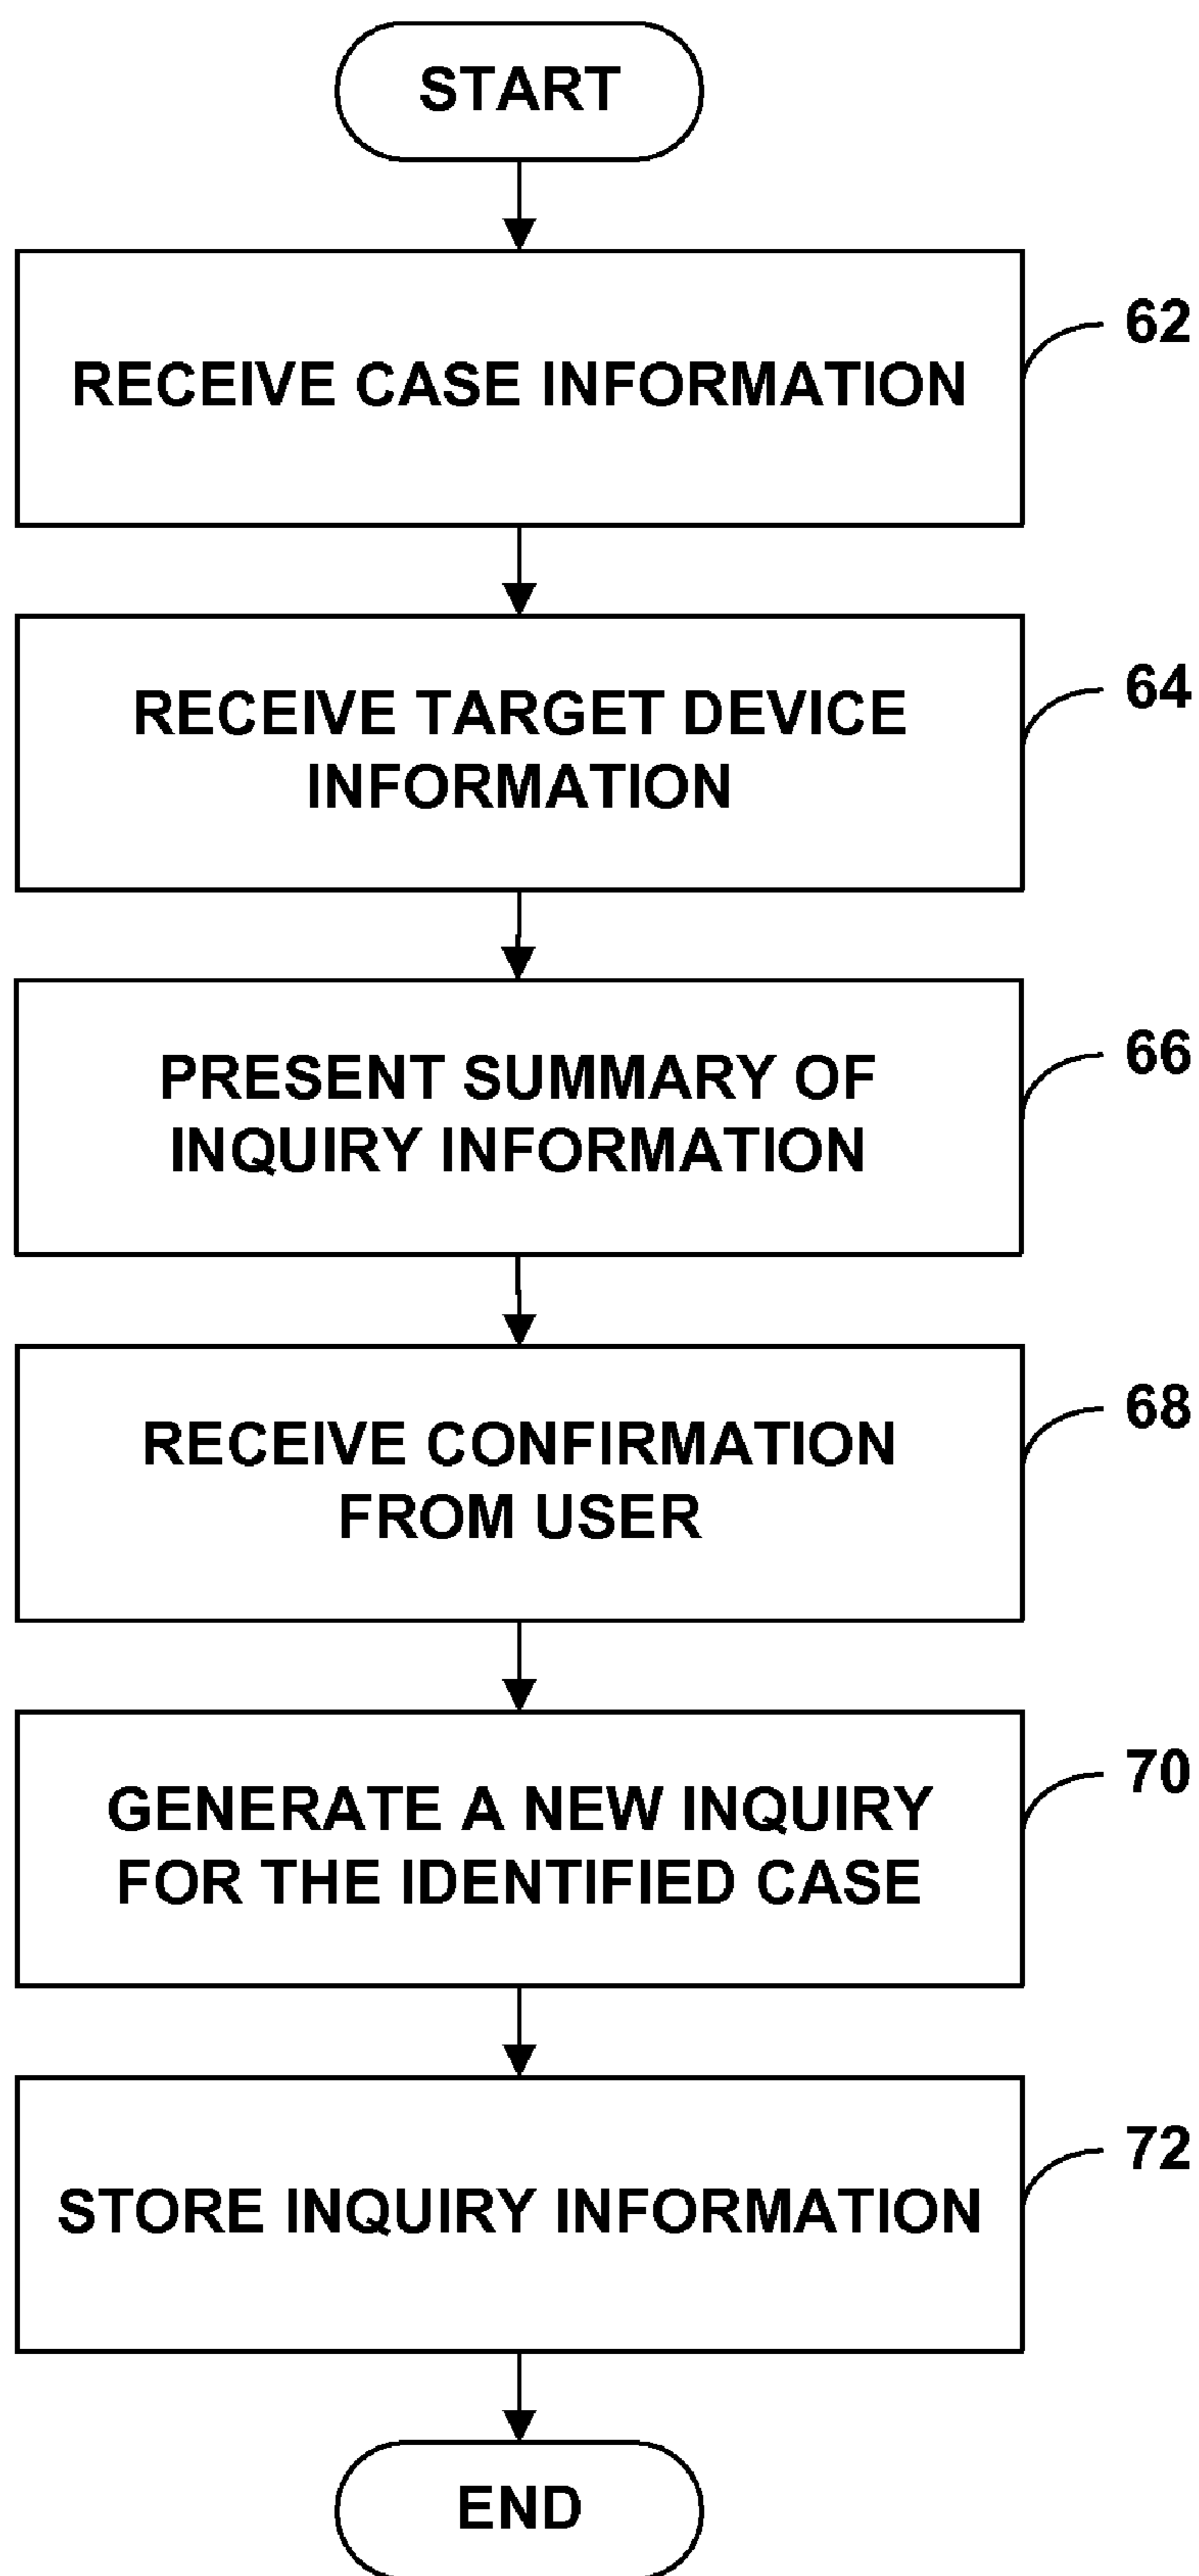 START
RECEIVE CASE INFORMATION
62
RECEIVE TARGET DEVICE
INFORMATION
64
PRESENT SUMMARY OF
INQUIRY INFORMATION
66
RECEIVE CONFIRMATION
FROM USER
68
GENERATE A NEW INQUIRY
FOR THE IDENTIFIED CASE
70
STORE INQUIRY INFORMATION
72
END